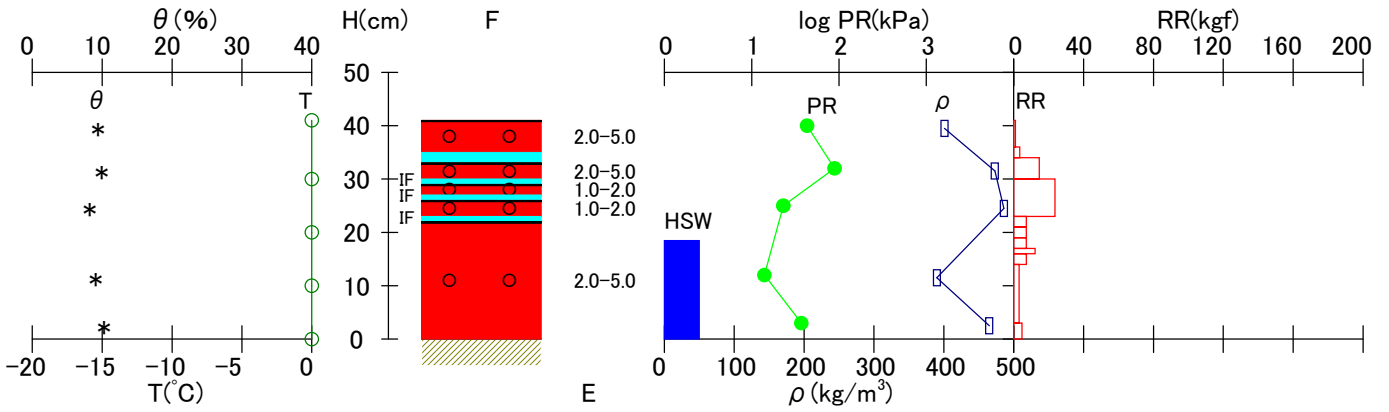 θ(%) H(cm) F log PR(kPa) RR(kgf)
0 10 20 30 40 0 1 2 3 0 40 80 120 160 200
50
θ T PR ρ RR
40 2.0-5.0
30 2.0-5.0
IF 1.0-2.0
IF 1.0-2.0
IF
20 HSW
10 2.0-5.0
0
-20 -15 -10 -5 0 0 100 200 300 400 500
T(°C) E ρ(kg/m³)